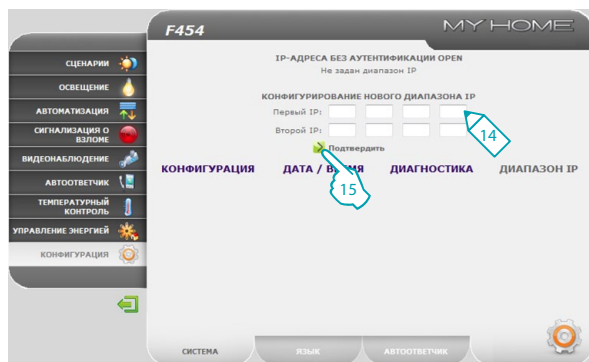 F454
MY HOME
СЦЕНАРИИ
ОСВЕЩЕНИЕ
АВТОМАТИЗАЦИЯ
СИГНАЛИЗАЦИЯ О
ВЗЛОМЕ
ВИДЕОНАБЛЮДЕНИЕ
АВТООТВЕТЧИК
ТЕМПЕРАТУРНЫЙ
КОНТРОЛЬ
УПРАВЛЕНИЕ ЭНЕРГИЕЙ
КОНФИГУРАЦИЯ
IP-АДРЕСА БЕЗ АУТЕНТИФИКАЦИИ OPEN
Не задан диапазон IP
КОНФИГУРИРОВАНИЕ НОВОГО ДИАПАЗОНА IP
Первый IP:
14
Второй IP:
Подтвердить
КОНФИГУРАЦИЯ ДАТА / ВРЕМЯ ДИАГНОСТИКА ДИАПАЗОН IP
15
СИСТЕМА ЯЗЫК АВТООТВЕТЧИК